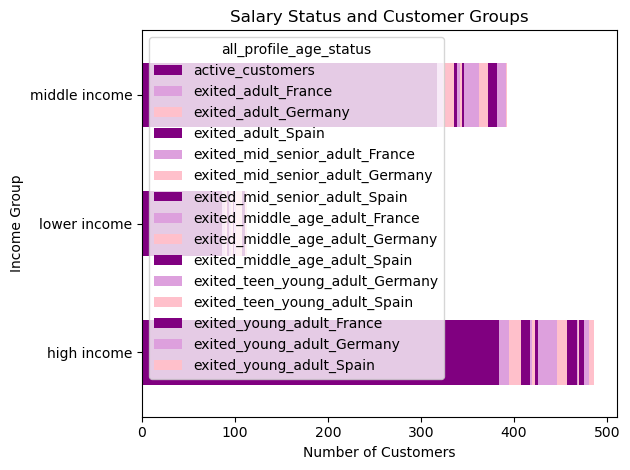 Salary Status and Customer Groups
all_profile_age_status
active_customers
exited_adult_France
exited_adult_Germany
exited_adult_Spain
exited_mid_senior_adult_France
exited_mid_senior_adult_Germany
exited_mid_senior_adult_Spain
exited_middle_age_adult_France
exited_middle_age_adult_Germany
exited_middle_age_adult_Spain
exited_teen_young_adult_Germany
exited_teen_young_adult_Spain
exited_young_adult_France
exited_young_adult_Germany
exited_young_adult_Spain
Income Group
middle income
lower income
high income
0 100 200 300 400 500
Number of Customers